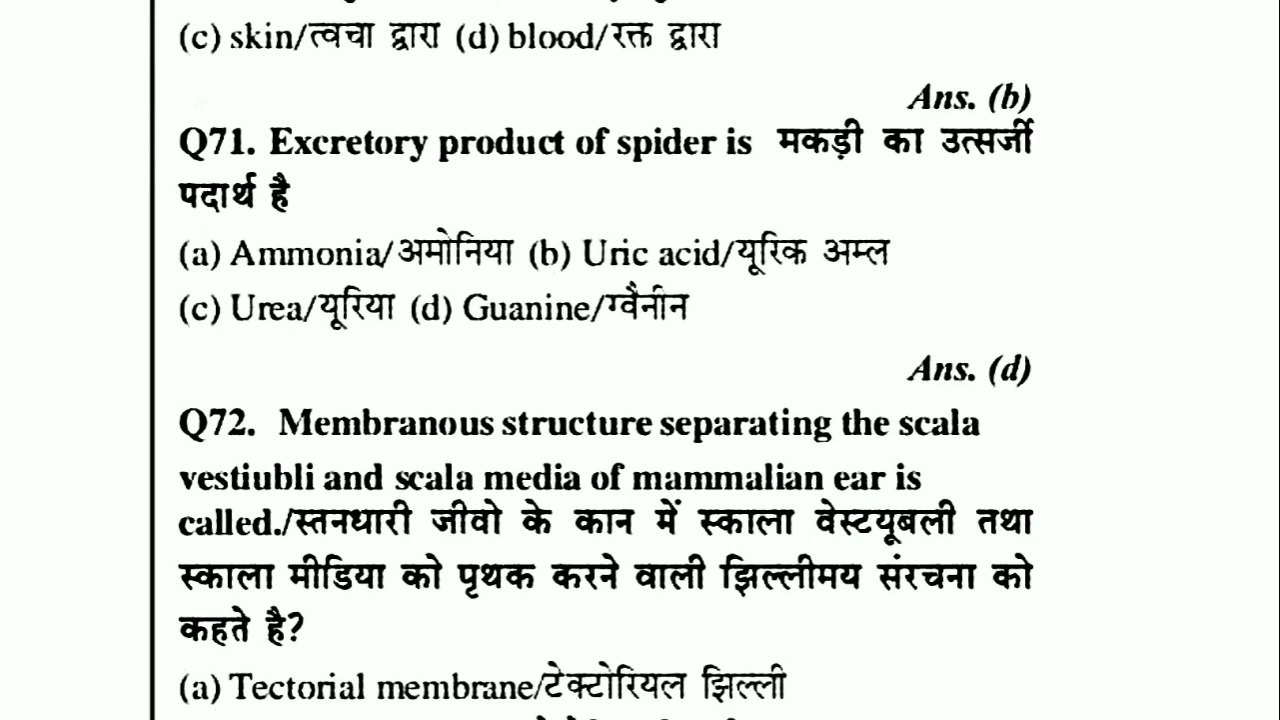 (c) skin/त्वचा द्वारा (d) blood/रक्त द्वारा
Ans. (b)
Q71. Excretory product of spider is मकड़ी का उत्सर्जी
पदार्थ है
(a) Ammonia/अमोनिया (b) Uric acid/यूरिक अम्ल
(c) Urea/यूरिया (d) Guanine/ग्वैनीन
Ans. (d)
Q72. Membranous structure separating the scala
vestiubli and scala media of mammalian ear is
called./स्तनधारी जीवो के कान में स्काला वेस्टयूबली तथा
स्काला मीडिया को पृथक करने वाली झिल्लीमय संरचना को
कहते है?
(a) Tectorial membrane/टेक्टोरियल झिल्ली